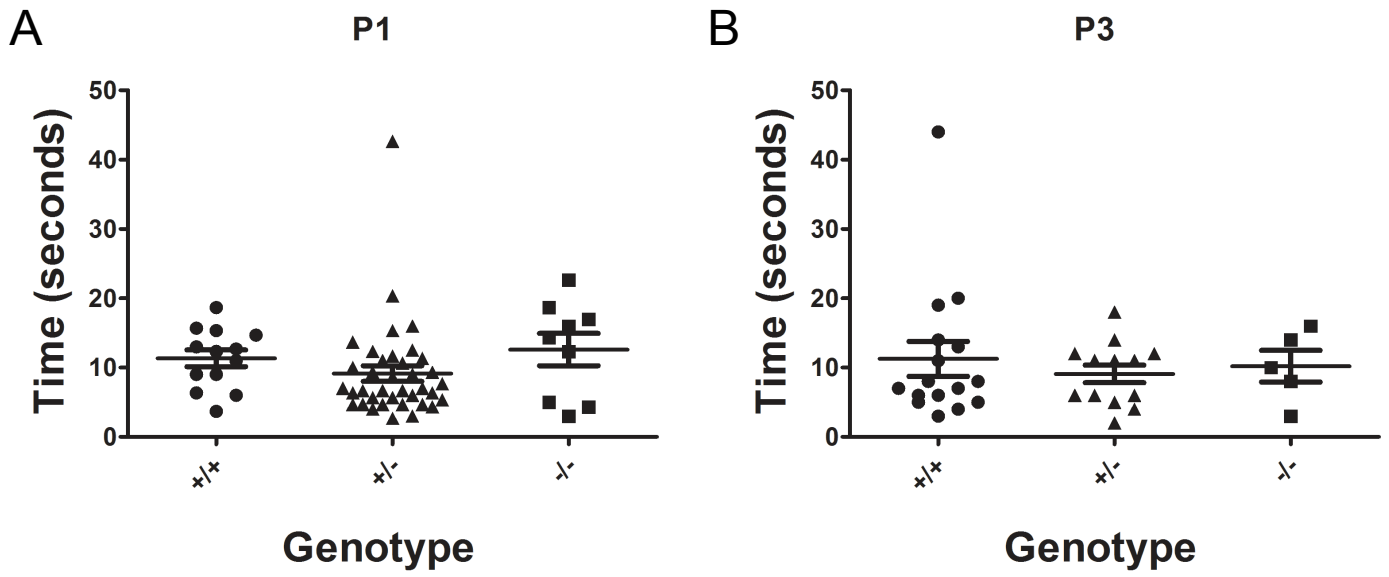 A
P1
Time (seconds)
50
40
30
20
10
0
+/+
+/-
-/-
Genotype
B
P3
Time (seconds)
50
40
30
20
10
0
+/+
+/-
-/-
Genotype